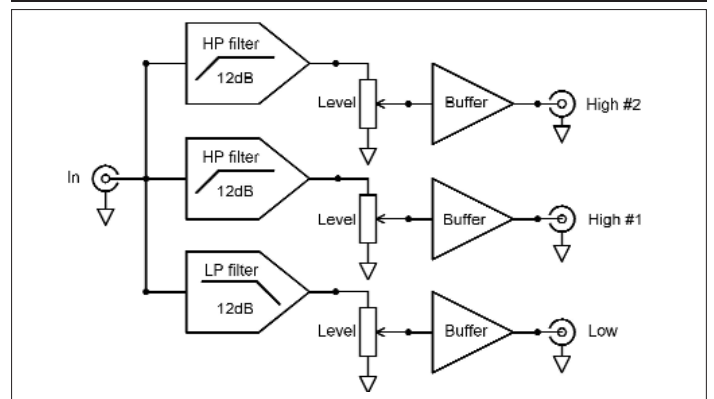 HP filter
12dB
Level
Buffer
High #2
In
HP filter
12dB
Level
Buffer
High #1
LP filter
12dB
Level
Buffer
Low